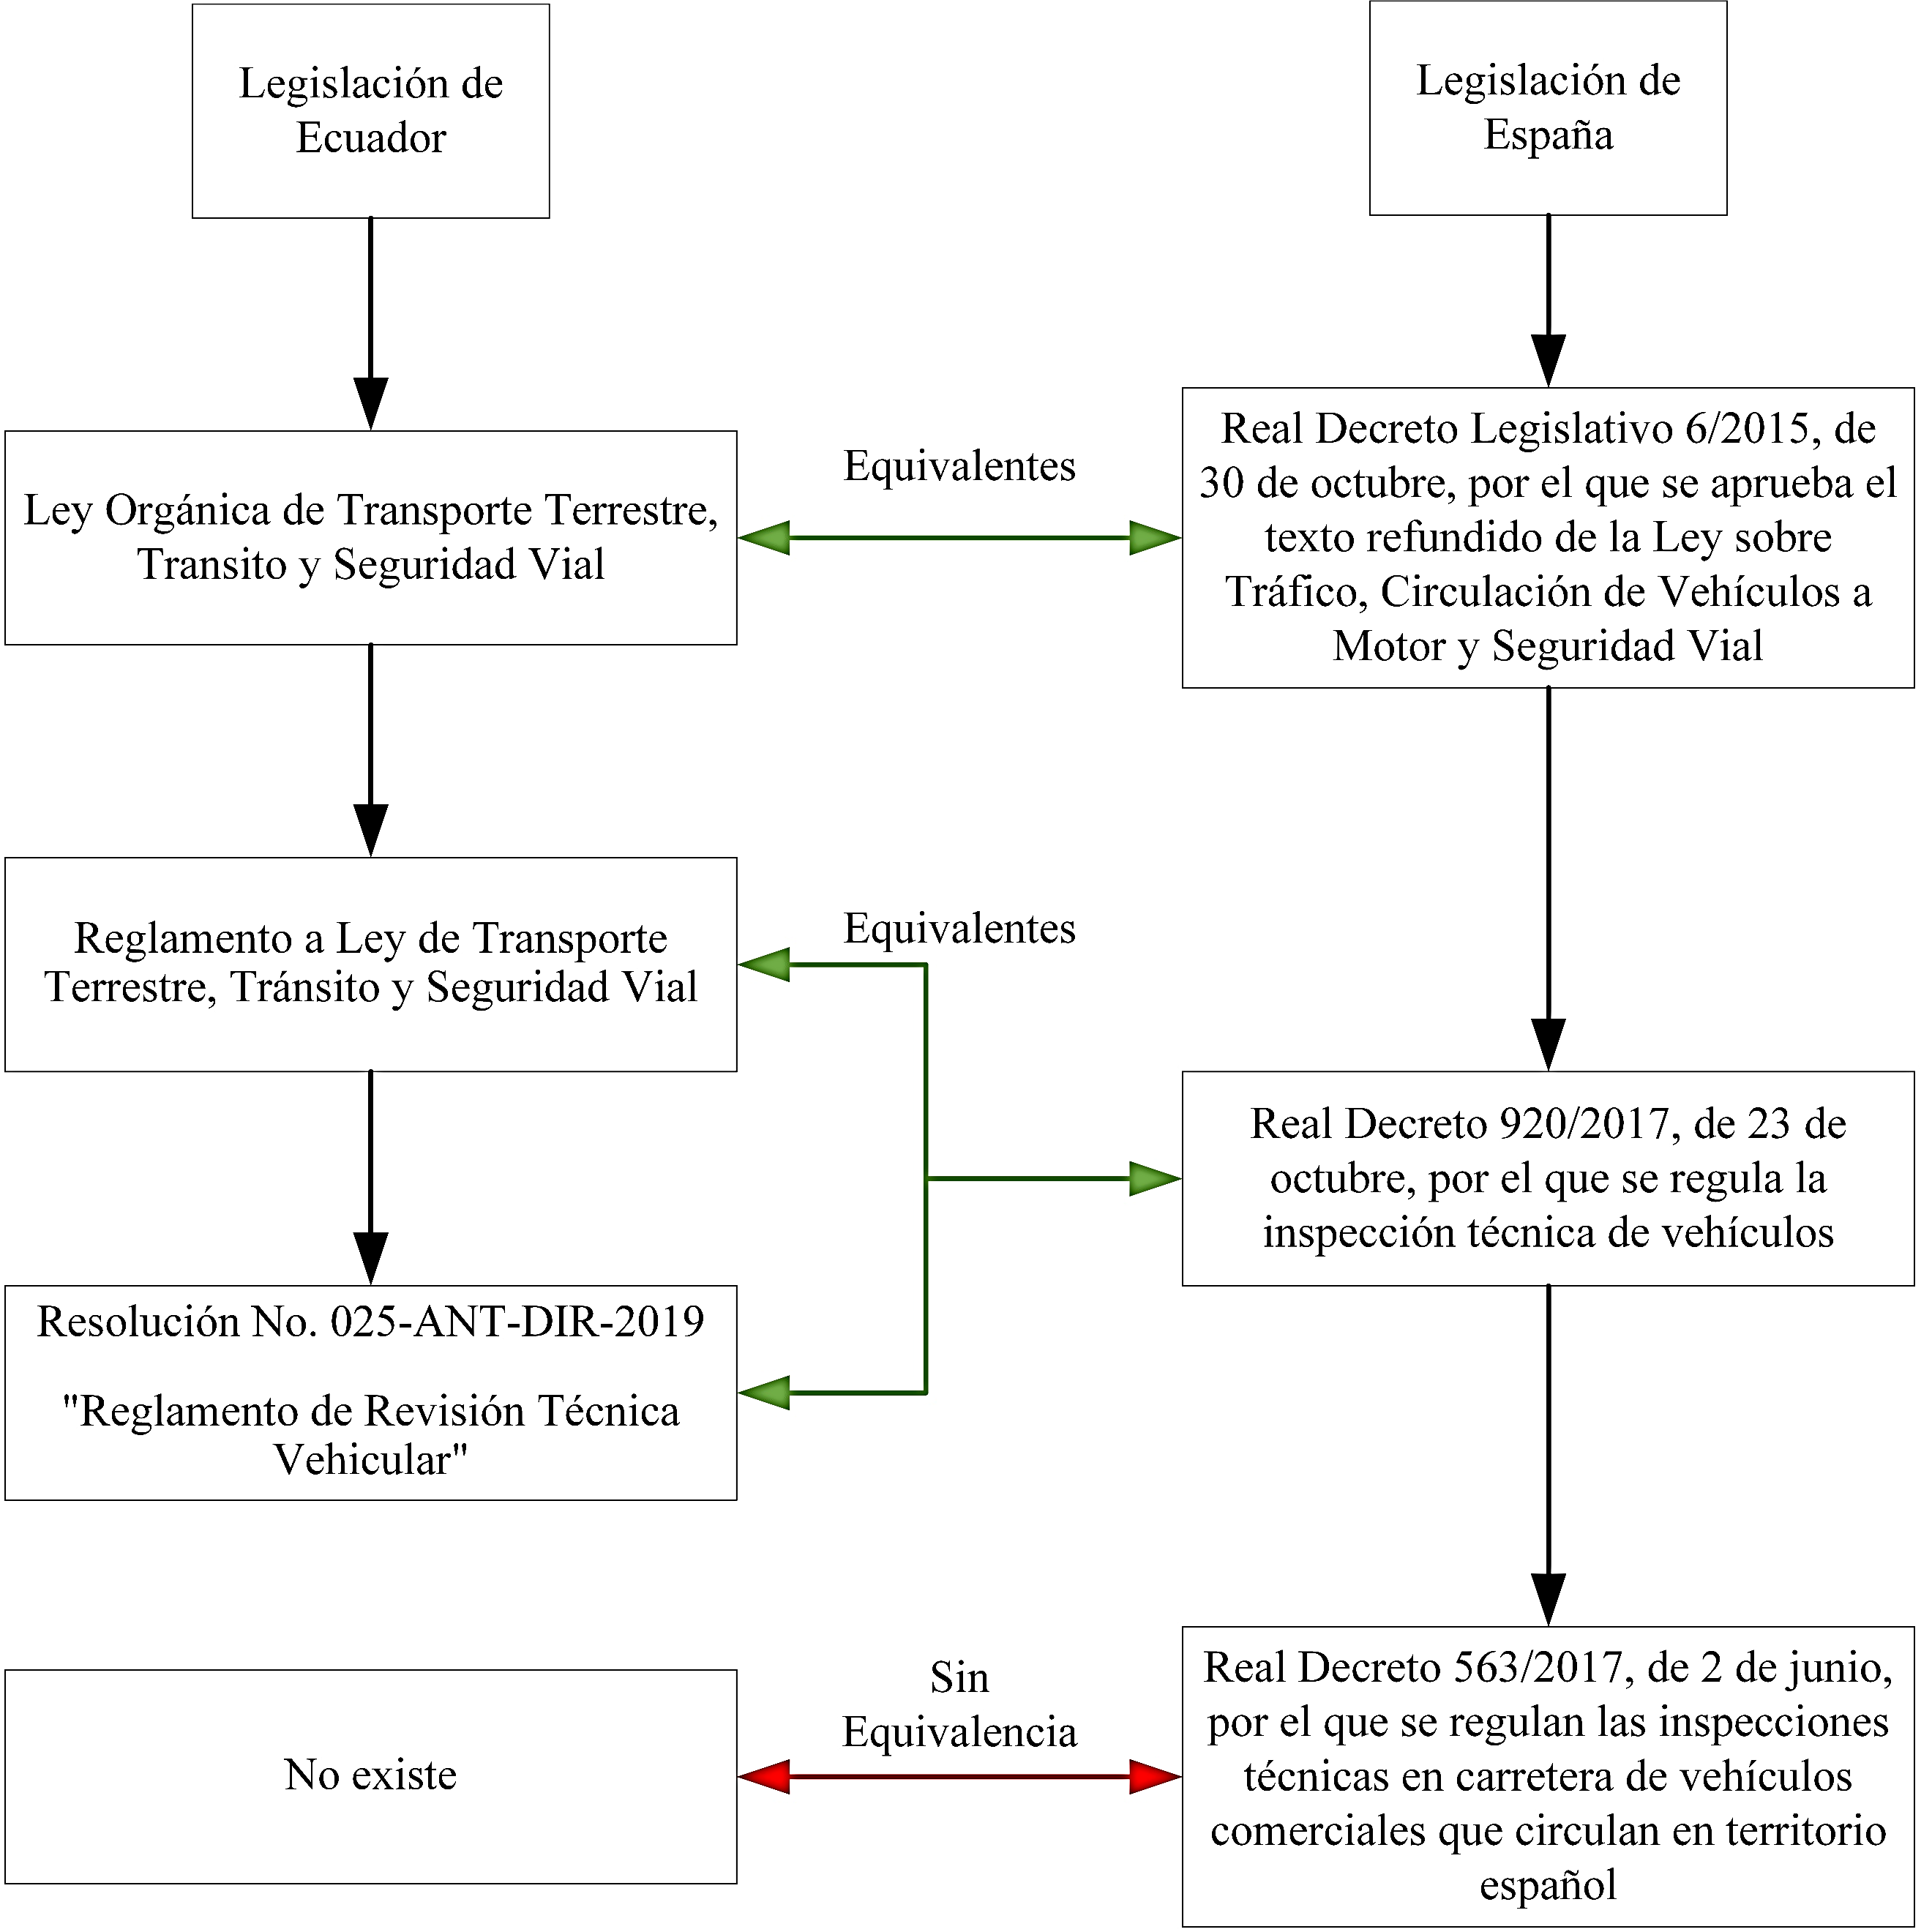 Legislación de
Ecuador
Legislación de
España
Ley Orgánica de Transporte Terrestre,
Transito y Seguridad Vial
Equivalentes
Real Decreto Legislativo 6/2015, de
30 de octubre, por el que se aprueba el
texto refundido de la Ley sobre
Tráfico, Circulación de Vehículos a
Motor y Seguridad Vial
Reglamento a Ley de Transporte
Terrestre, Tránsito y Seguridad Vial
Equivalentes
Real Decreto 920/2017, de 23 de
octubre, por el que se regula la
inspección técnica de vehículos
Resolución No. 025-ANT-DIR-2019
"Reglamento de Revisión Técnica
Vehicular"
No existe
Sin
Equivalencia
Real Decreto 563/2017, de 2 de junio,
por el que se regulan las inspecciones
técnicas en carretera de vehículos
comerciales que circulan en territorio
español